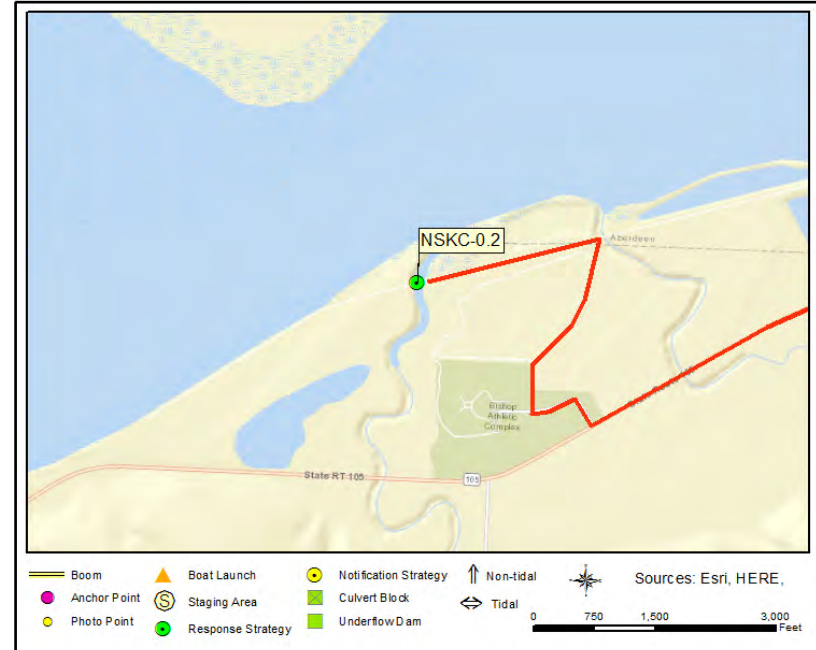 NSKC-0.2
Aberdeen
Bishop
Athletic
Complex
State RT 105
105
Boom
Anchor Point
Photo Point
Boat Launch
S Staging Area
Response Strategy
Notification Strategy
Culvert Block
Underflow Dam
Non-tidal
Tidal
Sources: Esri, HERE,
0 750 1,500 3,000
Feet